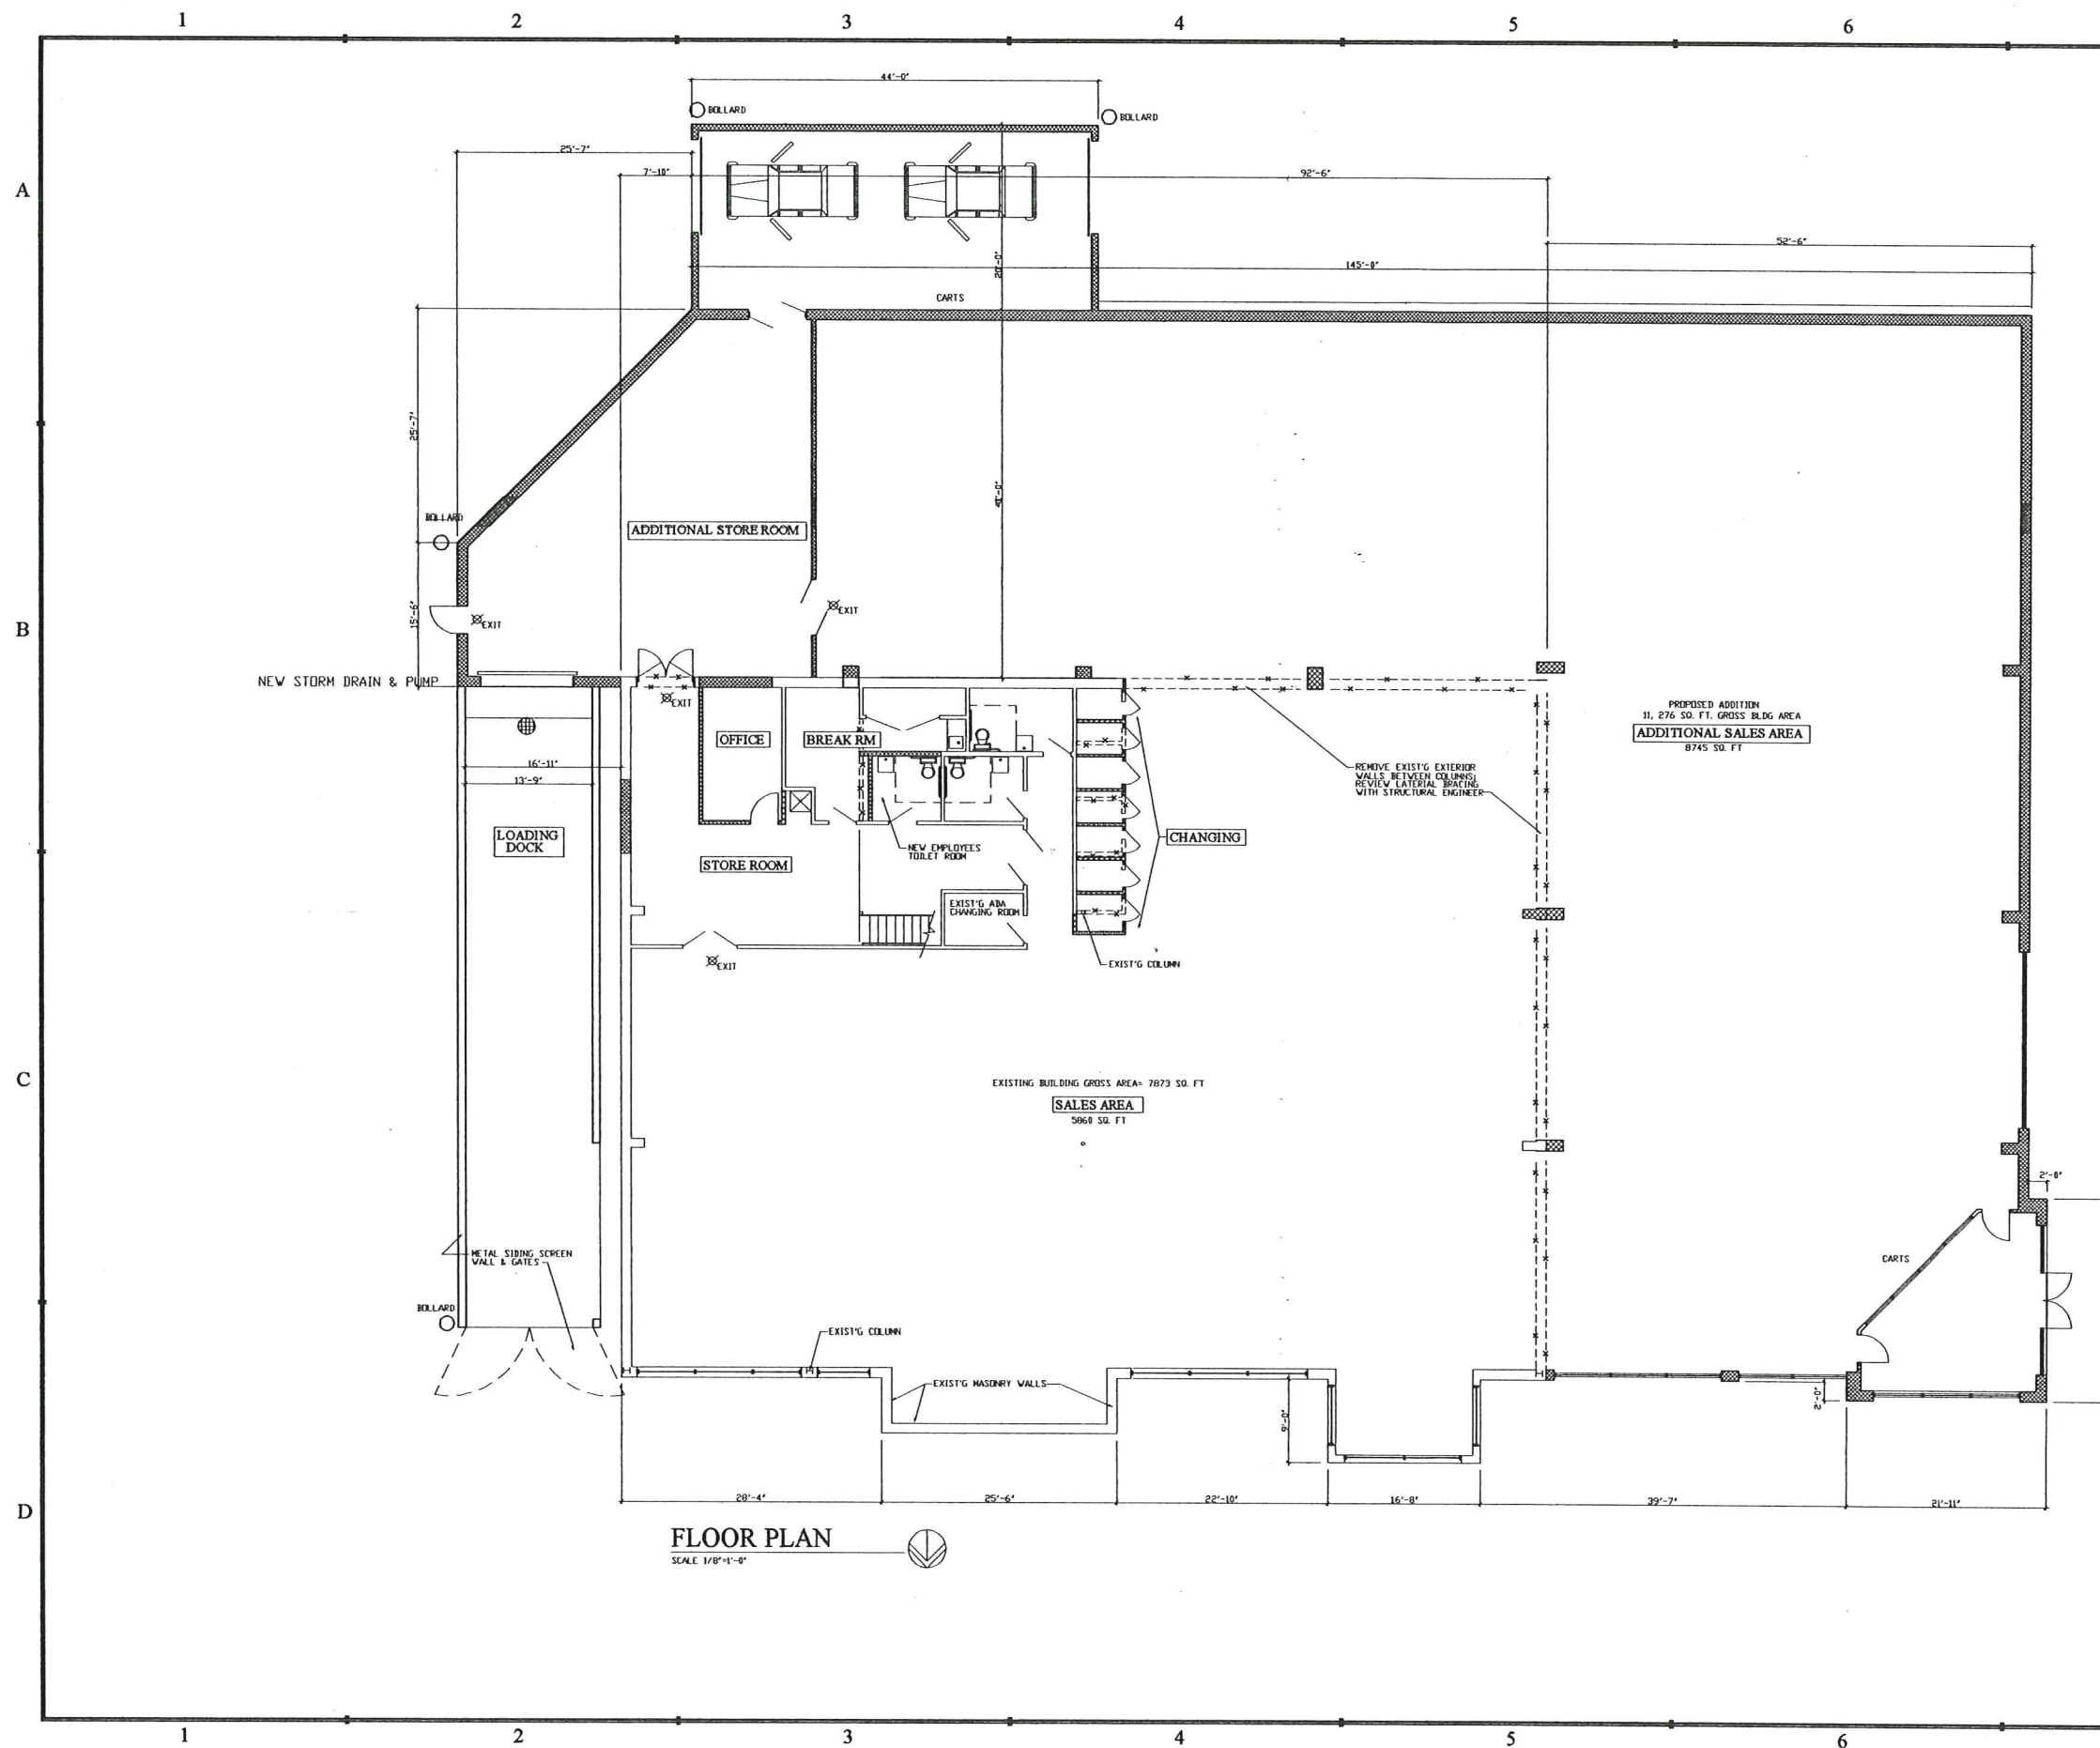 1 2 3 4 5 6
44'-0"
BOLLARD
BOLLARD
25'-7"
A
7'-10"
92'-6"
52'-6"
20'-0"
145'-0"
CARTS
25'-7"
41'-0"
BOLLARD
ADDITIONAL STORE ROOM
15'-6"
EXIT
EXIT
B
NEW STORM DRAIN & PUMP
EXIT
PROPOSED ADDITION
11, 276 SQ. FT. GROSS BLDG AREA
ADDITIONAL SALES AREA
8745 SQ. FT
OFFICE
BREAK RM
16'-11"
13'-9"
REMOVE EXIST'G EXTERIOR
WALLS BETWEEN COLUMNS;
REVIEW LATERIAL BRACING
WITH STRUCTURAL ENGINEER
LOADING
DOCK
CHANGING
NEW EMPLOYEES
TOILET ROOM
STORE ROOM
EXIST'G ADA
CHANGING ROOM
EXIT
EXIST'G COLUMN
C
EXISTING BUILDING GROSS AREA= 7873 SQ. FT
SALES AREA
5860 SQ. FT
2'-0"
METAL SIDING SCREEN
WALL & GATES
CARTS
BOLLARD
EXIST'G COLUMN
EXIST'G MASONRY WALLS
2'-0"
9'-0"
28'-4"
25'-6"
22'-10"
16'-8"
39'-7"
21'-11"
D
FLOOR PLAN
SCALE 1/8"=1'-0"
1 2 3 4 5 6